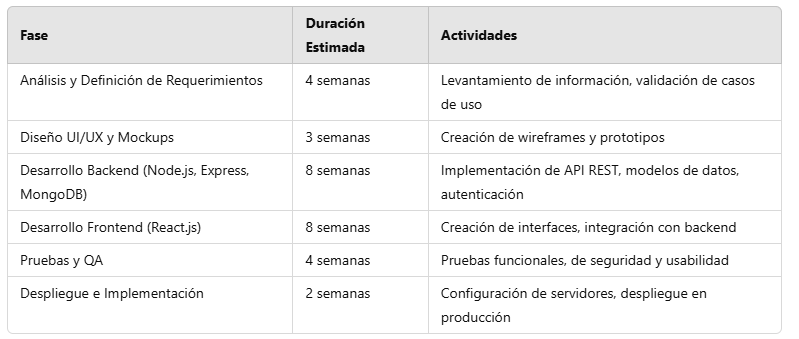 Fase
Duración
Estimada
Actividades
Análisis y Definición de Requerimientos
4 semanas
Levantamiento de información, validación de casos
de uso
Diseño UI/UX y Mockups
3 semanas
Creación de wireframes y prototipos
Desarrollo Backend (Node.js, Express,
MongoDB)
8 semanas
Implementación de API REST, modelos de datos,
autenticación
Desarrollo Frontend (React.js)
8 semanas
Creación de interfaces, integración con backend
Pruebas y QA
4 semanas
Pruebas funcionales, de seguridad y usabilidad
Despliegue e Implementación
2 semanas
Configuración de servidores, despliegue en
producción